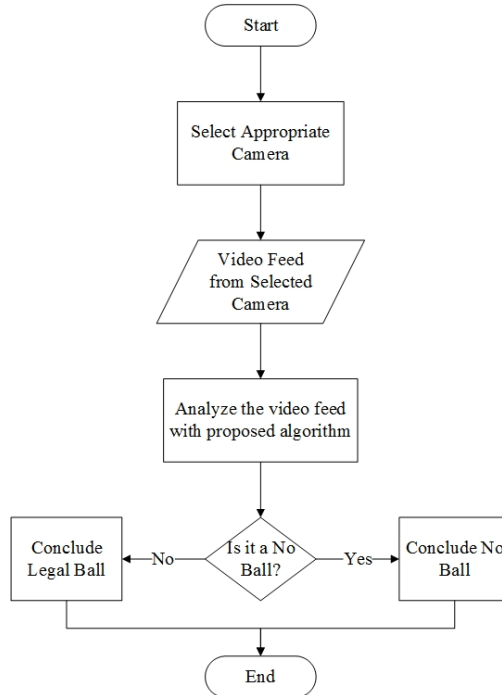 Start
Select Appropriate
Camera
Video Feed
from Selected
Camera
Analyze the video feed
with proposed algorithm
Conclude
Legal Ball
No
Is it a No
Ball?
Yes
Conclude No
Ball
End